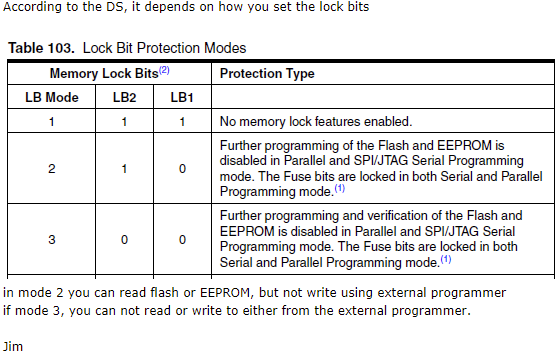 According to the DS, it depends on how you set the lock bits
Table 103. Lock Bit Protection Modes
Memory Lock Bits(2) Protection Type
LB Mode LB2 LB1
1 1 1 No memory lock features enabled.
2 1 0 Further programming of the Flash and EEPROM is
disabled in Parallel and SPI/JTAG Serial Programming
mode. The Fuse bits are locked in both Serial and Parallel
Programming mode.(1)
3 0 0 Further programming and verification of the Flash and
EEPROM is disabled in Parallel and SPI/JTAG Serial
Programming mode. The Fuse bits are locked in both
Serial and Parallel Programming mode.(1)
in mode 2 you can read flash or EEPROM, but not write using external programmer
if mode 3, you can not read or write to either from the external programmer.
Jim